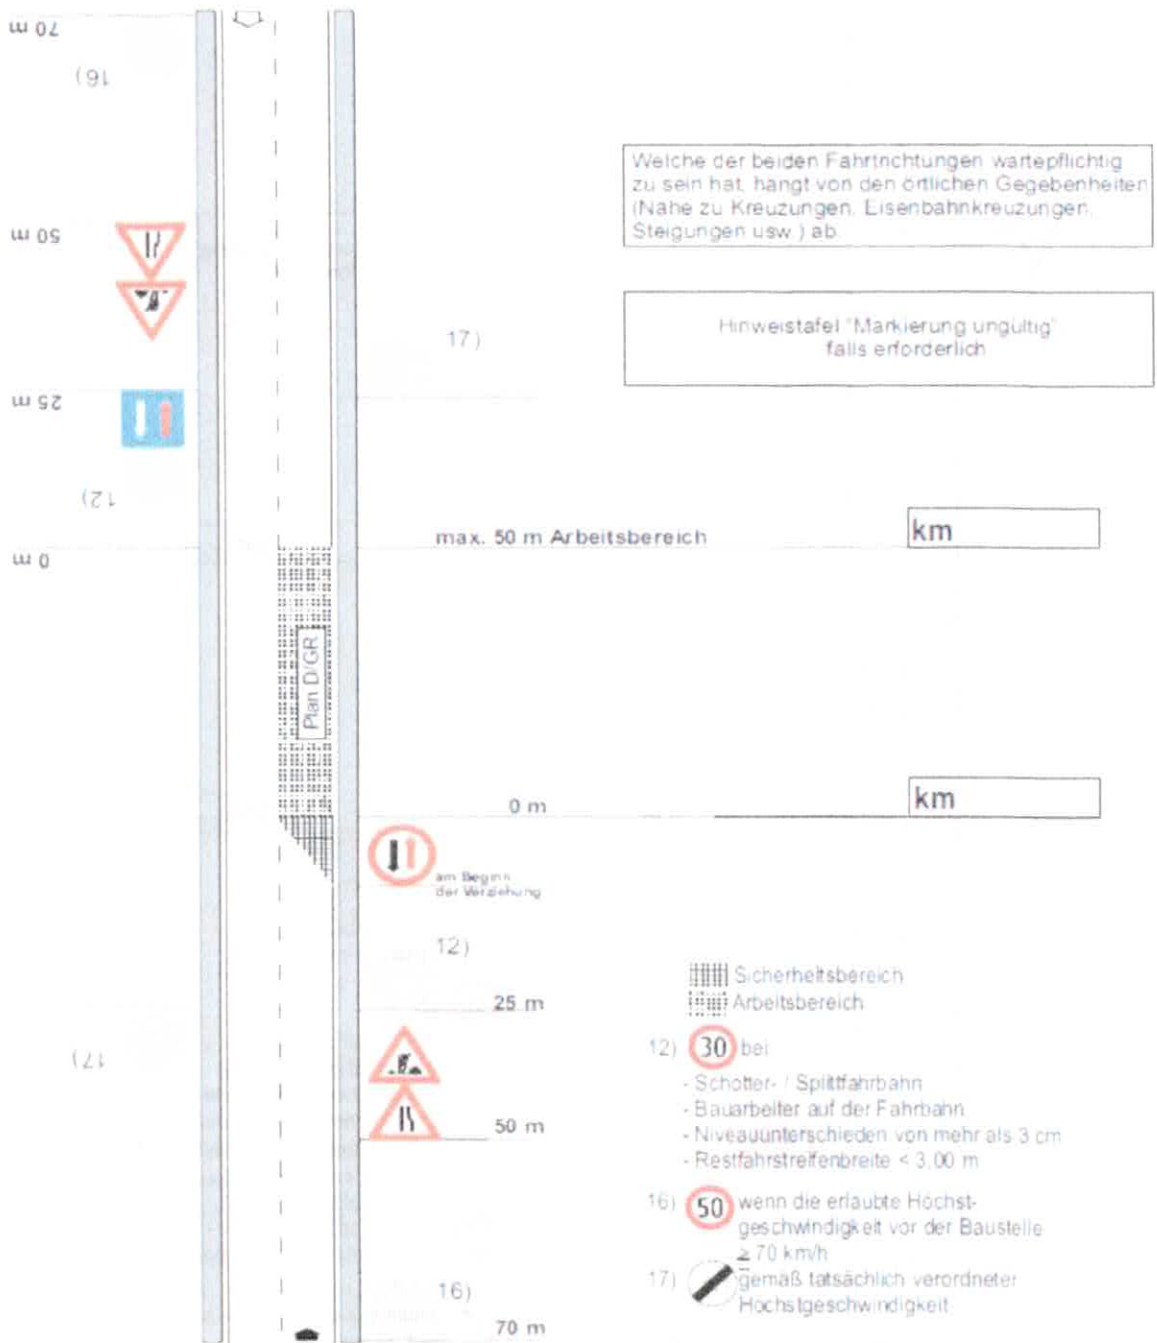 70 m
16)
Welche der beiden Fahrtrichtungen wartepflichtig
zu sein hat, hängt von den örtlichen Gegebenheiten
(Nähe zu Kreuzungen, Eisenbahnkreuzungen,
Steigungen usw.) ab.
50 m
Hinweistafel "Markierung ungültig"
falls erforderlich
17)
25 m
12)
max. 50 m Arbeitsbereich
km
0 m
Plan D/GR
0 m
km
am Beginn
der Verziehung
12)
25 m
17)
50 m
16)
70 m
Sicherheitsbereich
Arbeitsbereich
12) 30 bei
- Schotter- / Splittfahrbahn
- Bauarbeiter auf der Fahrbahn
- Niveauunterschieden von mehr als 3 cm
- Restfahrstreifenbreite < 3,00 m
16) 50 wenn die erlaubte Höchst-
geschwindigkeit vor der Baustelle
≥ 70 km/h
17) gemäß tatsächlich verordneter
Höchstgeschwindigkeit